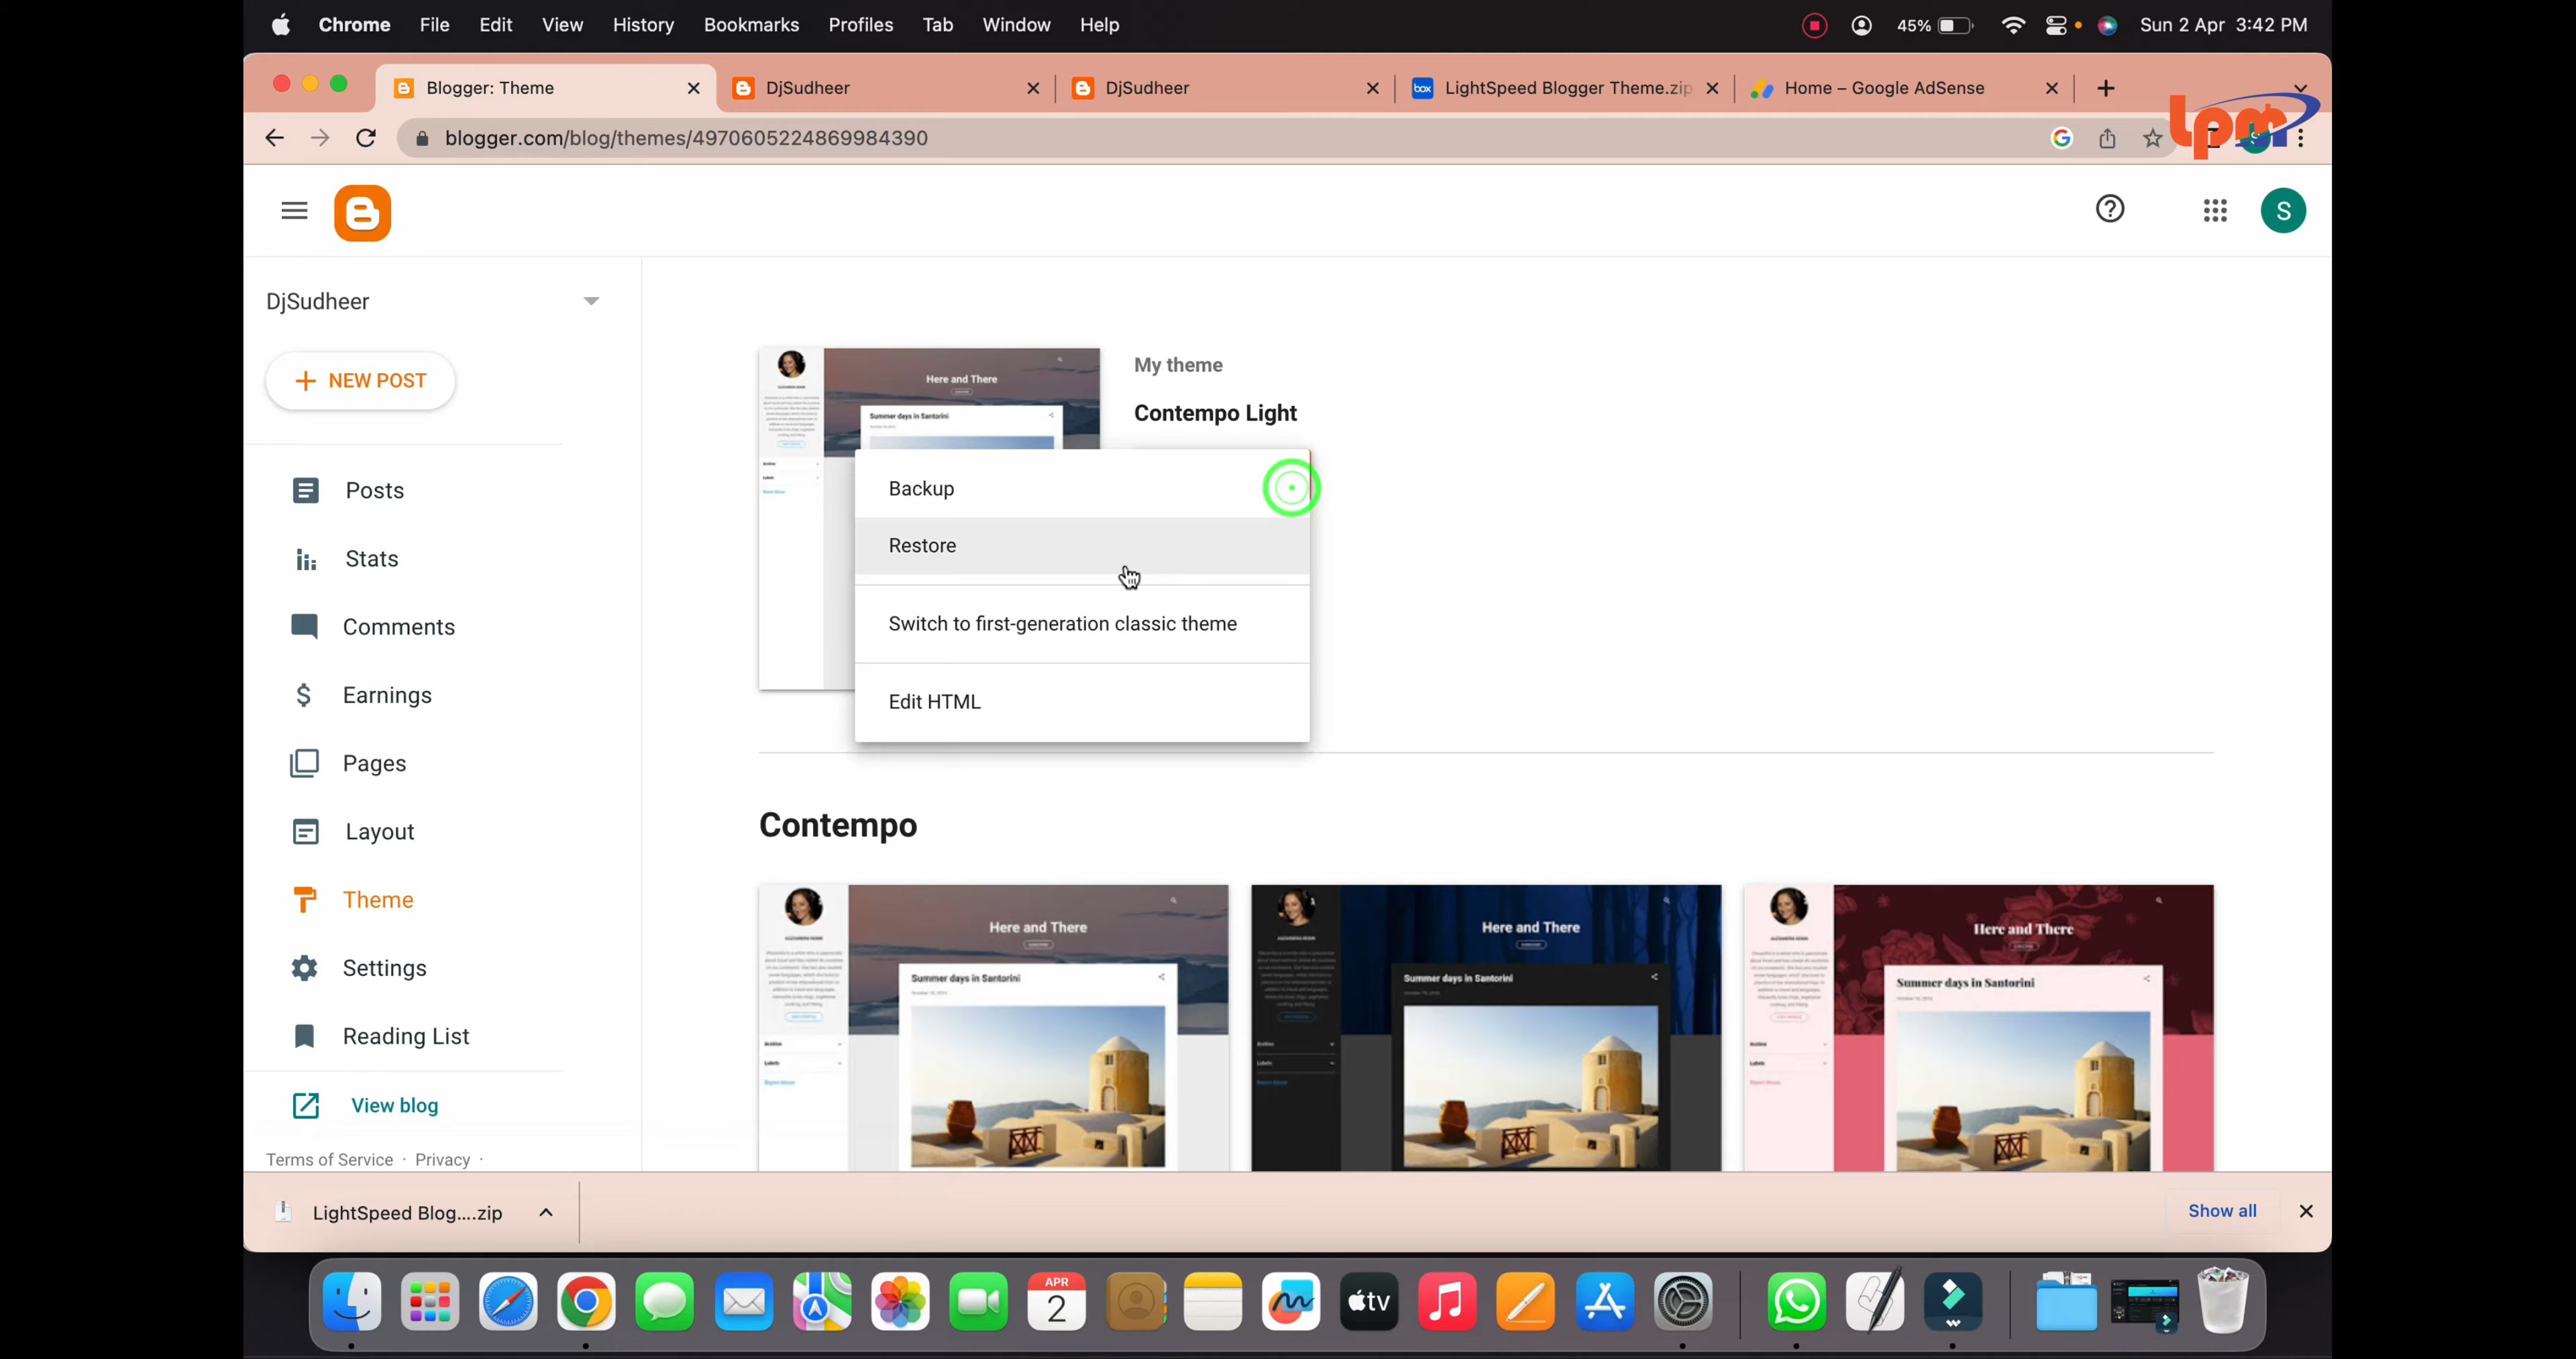 Chrome File Edit View History Bookmarks Profiles Tab Window Help
45% Sun 2 Apr 3:42 PM
Blogger: Theme
DjSudheer
DjSudheer
box LightSpeed Blogger Theme.zip
Home – Google AdSense
lpm
blogger.com/blog/themes/4970605224869984390
S
DjSudheer
NEW POST
Posts
Stats
Comments
Earnings
Pages
Layout
Theme
Settings
Reading List
View blog
Terms of Service · Privacy ·
Here and There
Summer days in Santorini
My theme
Contempo Light
Backup
Restore
Switch to first-generation classic theme
Edit HTML
Contempo
Here and There
Summer days in Santorini
Here and There
Summer days in Santorini
Here and There
Summer days in Santorini
LightSpeed Blog....zip
Show all
APR
2
tv